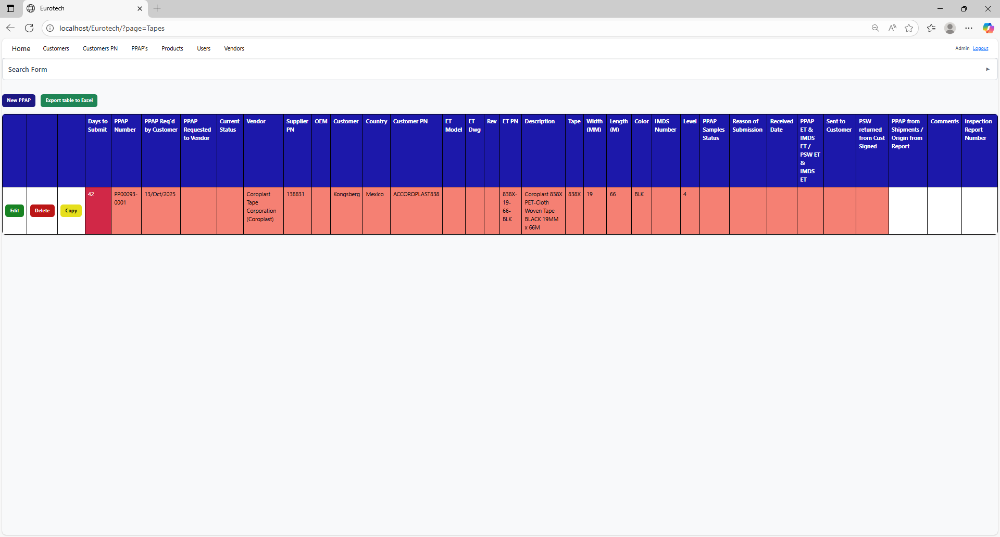 Eurotech
localhost/Eurotech/?page=Tapes
Home Customers Customers PN PPAP's Products Users Vendors Admin Logout
Search Form
New PPAP Export table to Excel
Days to Submit PPAP Number PPAP Req'd by Customer PPAP Requested to Vendor Current Status Vendor Supplier PN OEM Customer Country Customer PN ET Model ET Dwg Rev ET PN Description Tape Width (MM) Length (M) Color IMDS Number Level PPAP Samples Status Reason of Submission Received Date PPAP ET & IMDS ET / PSW ET & IMDS ET Sent to Customer PSW returned from Cust Signed PPAP from Shipments / Origin from Report Comments Inspection Report Number
Edit Delete Copy 42 PP00093-0001 13/Oct/2025 Coroplast Tape Corporation (Coroplast) 138831 Kongsberg Mexico ACCOROPLAST838 838X-19-66-BLK Coroplast 838X PET-Cloth Woven Tape BLACK 19MM x 66M 838X 19 66 BLK 4